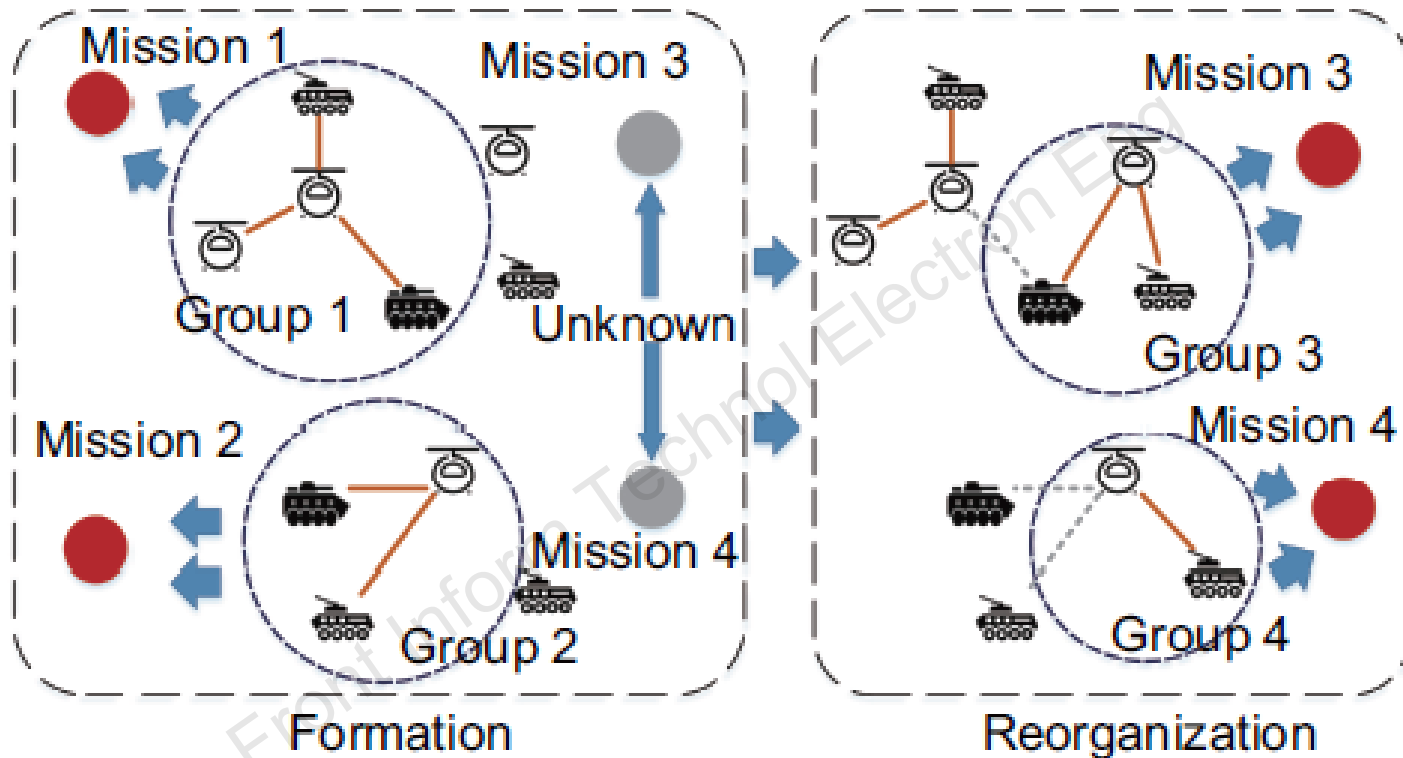 Mission 1
Mission 3
Group 1
Unknown
Mission 2
Mission 4
Group 2
Formation
Mission 3
Group 3
Mission 4
Group 4
Reorganization
Front Inform Technol Electron Eng